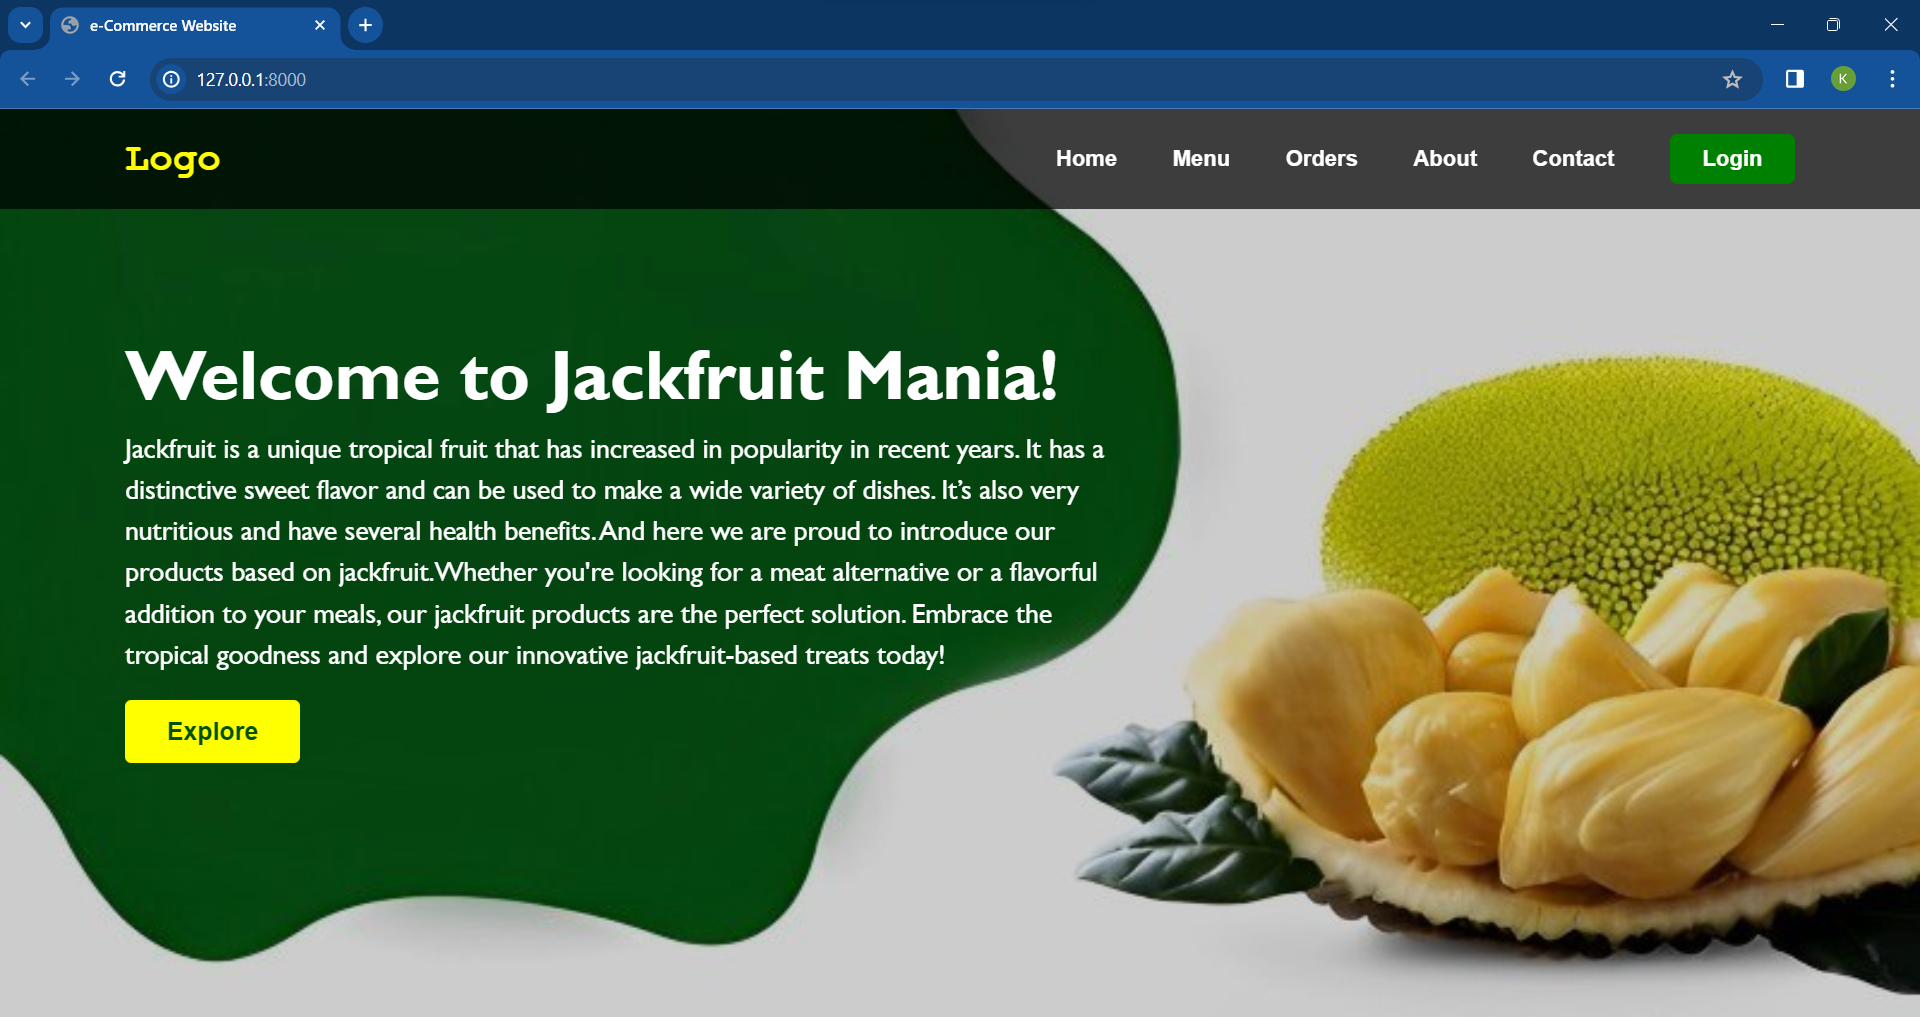 e-Commerce Website
127.0.0.1:8000
K
Logo
Home Menu Orders About Contact Login
Welcome to Jackfruit Mania!
Jackfruit is a unique tropical fruit that has increased in popularity in recent years. It has a
distinctive sweet flavor and can be used to make a wide variety of dishes. It’s also very
nutritious and have several health benefits. And here we are proud to introduce our
products based on jackfruit. Whether you're looking for a meat alternative or a flavorful
addition to your meals, our jackfruit products are the perfect solution. Embrace the
tropical goodness and explore our innovative jackfruit-based treats today!
Explore